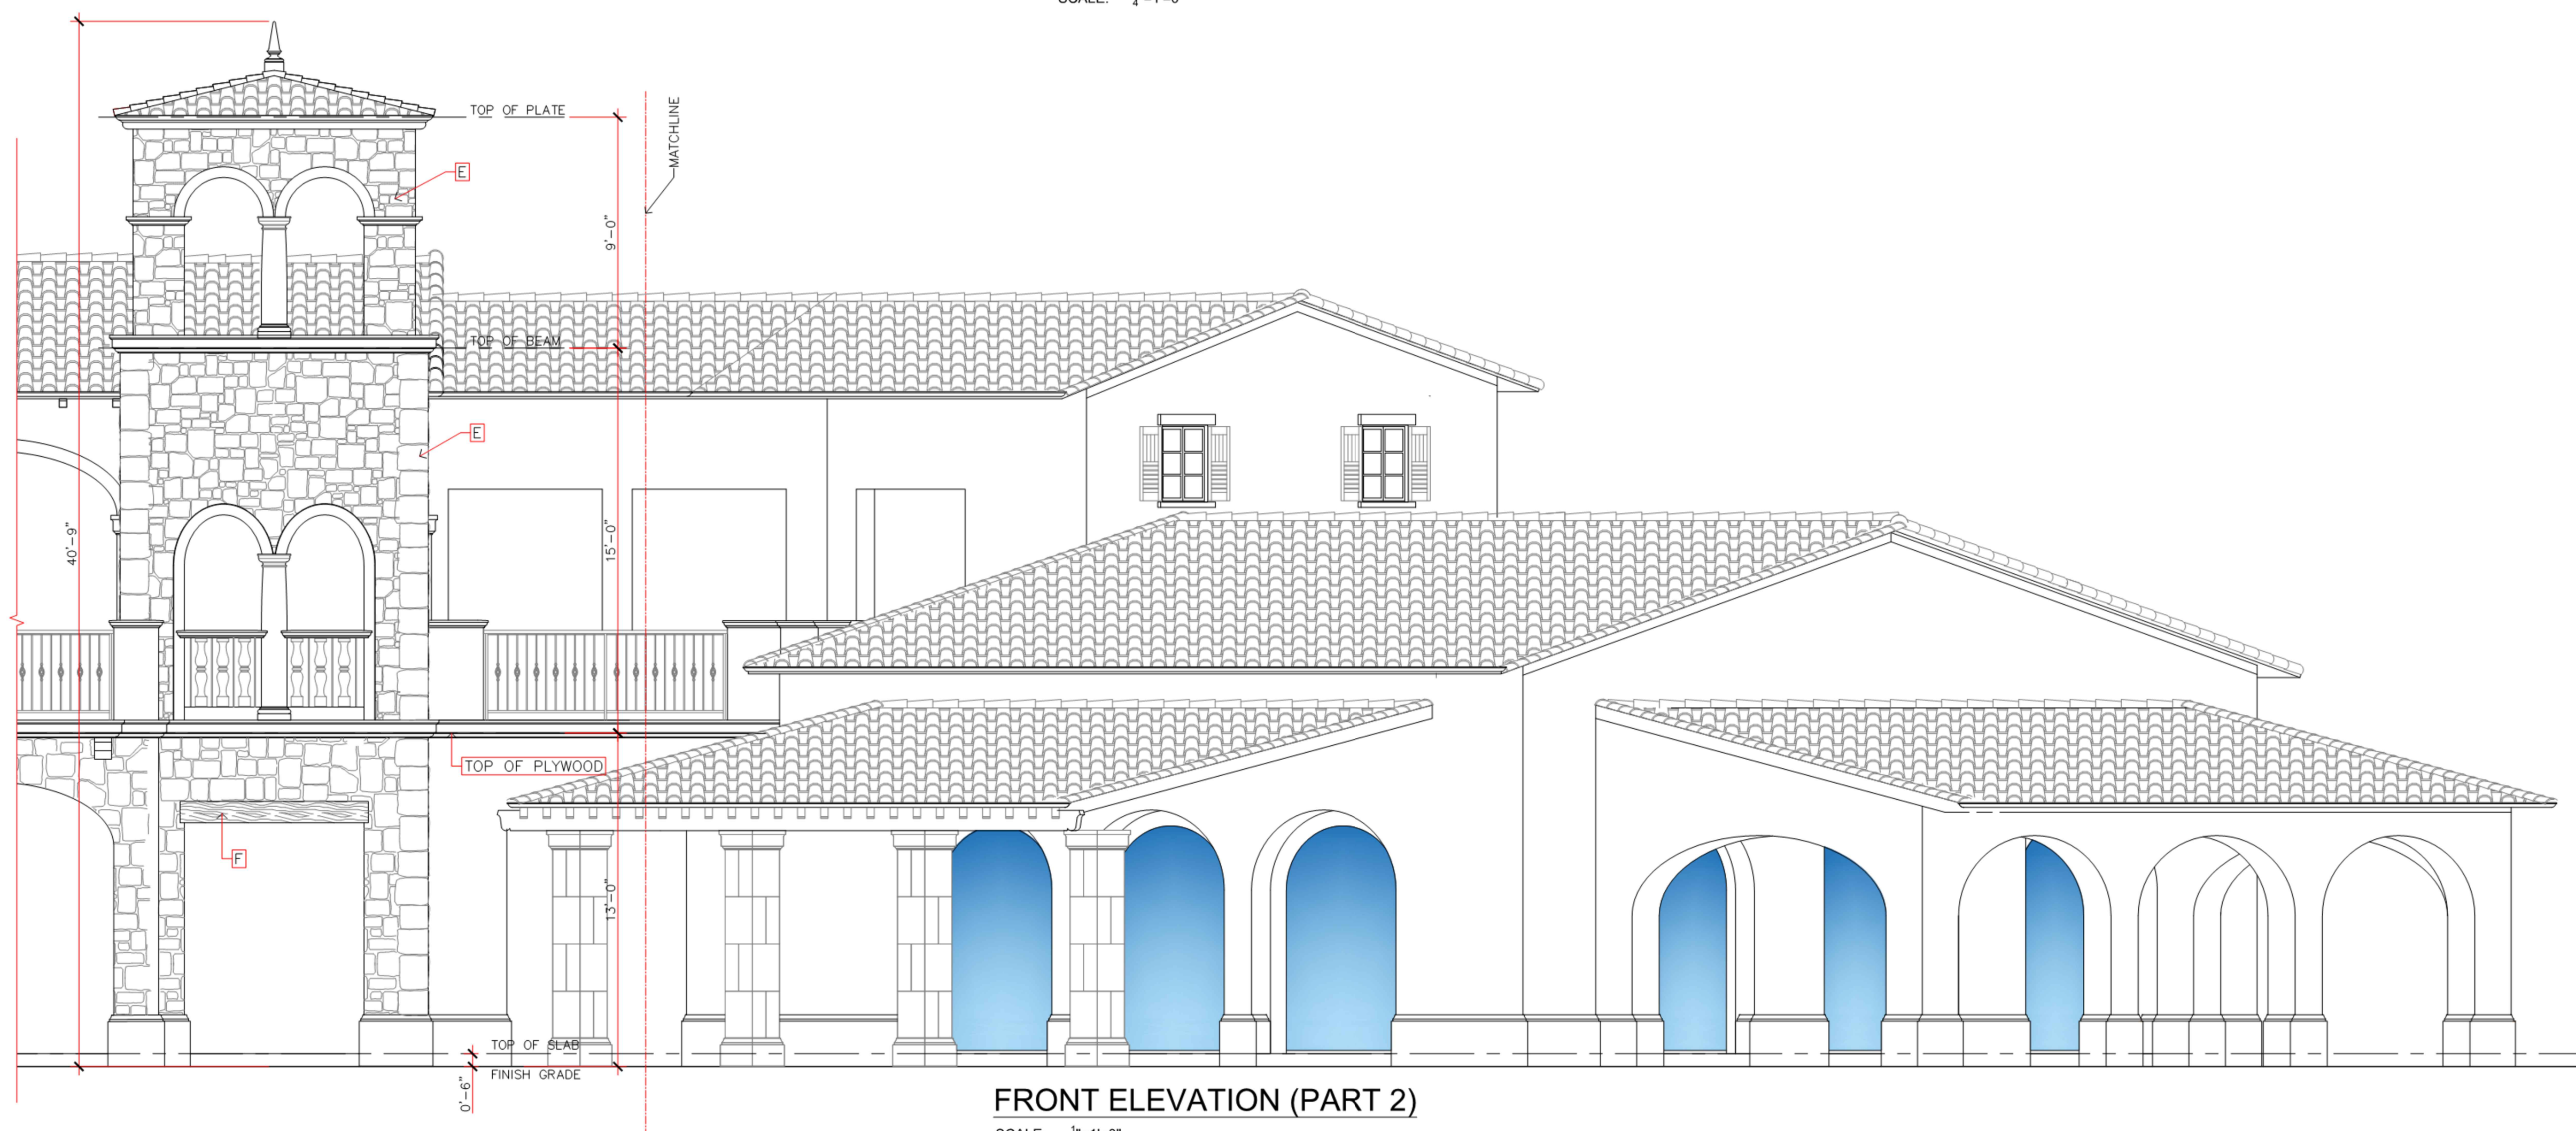 TOP OF PLATE
MATCHLINE
E
9'-0"
TOP OF BEAM
E
40'-9"
15'-0"
TOP OF PLYWOOD
F
13'-0"
TOP OF SLAB
FINISH GRADE
0'-6"
FRONT ELEVATION (PART 2)